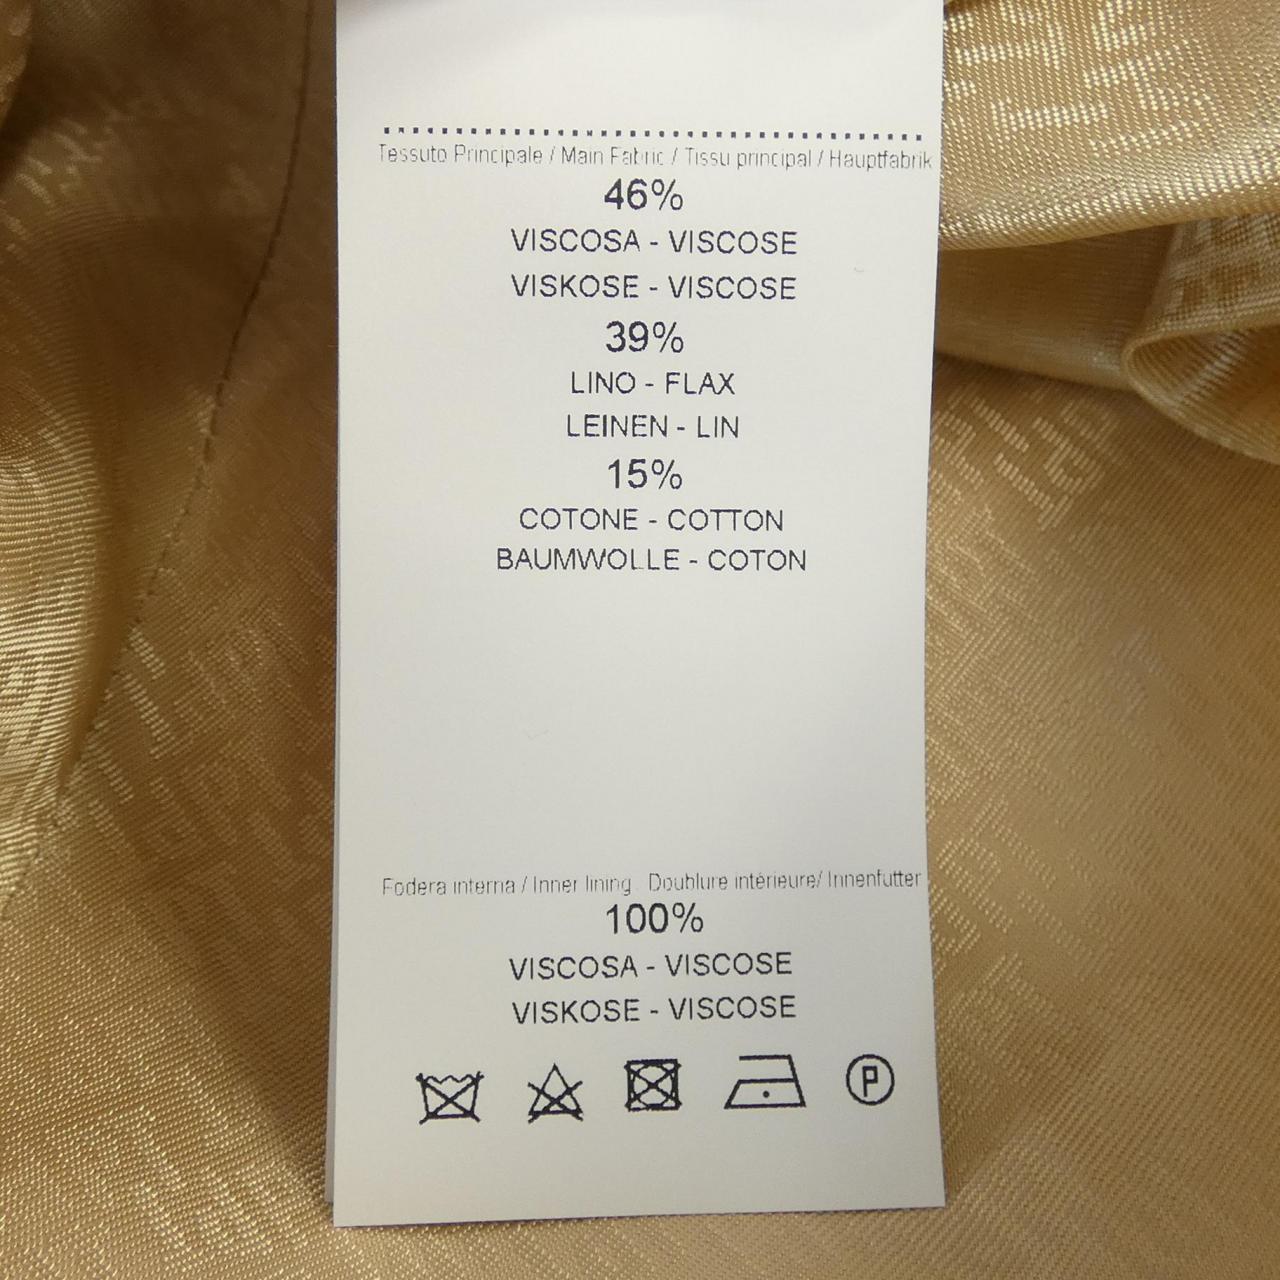 Tessuto Principale / Main Fabric / Tissu principal / Hauptfabrik
46%
VISCOSA - VISCOSE
VISKOSE - VISCOSE
39%
LINO - FLAX
LEINEN - LIN
15%
COTONE - COTTON
BAUMWOLLE - COTON
Fodera interna / Inner lining Doublure intérieure/ Innenfutter
100%
VISCOSA - VISCOSE
VISKOSE - VISCOSE
P